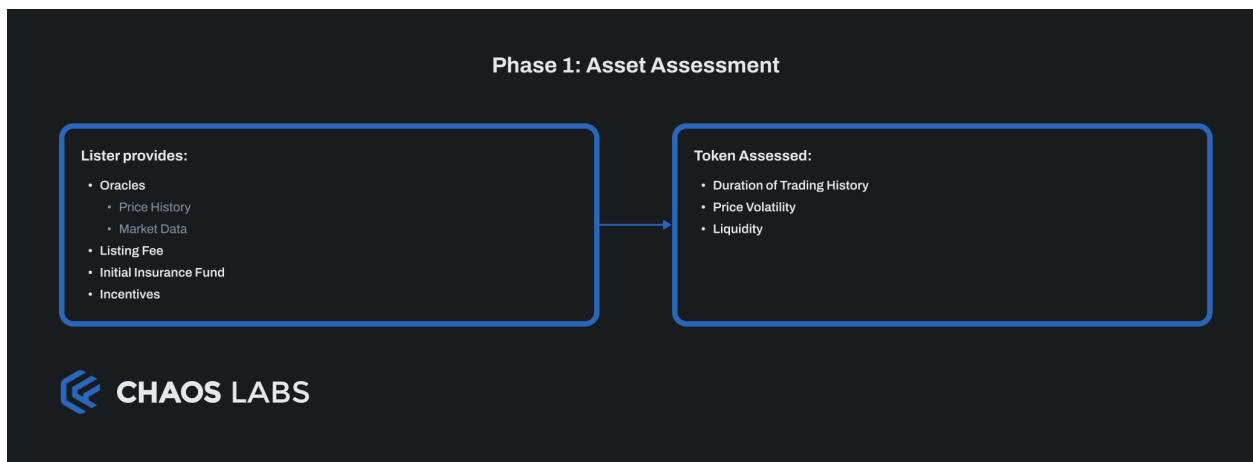 Phase 1: Asset Assessment
Lister provides:
• Oracles
• Price History
• Market Data
• Listing Fee
• Initial Insurance Fund
• Incentives
Token Assessed:
• Duration of Trading History
• Price Volatility
• Liquidity
CHAOS LABS